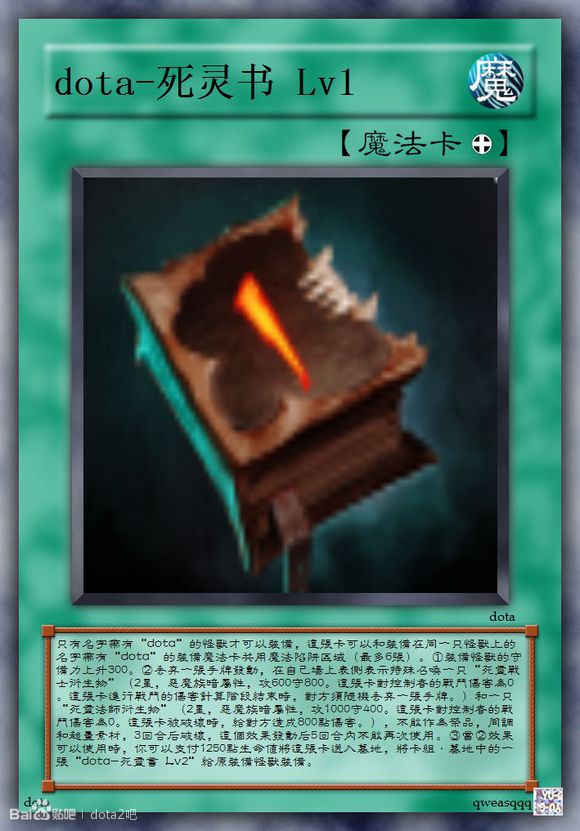 dota-死灵书 Lv1
魔
【魔法卡】
dota
只有名字帶有“dota”的怪獸才可以裝備，這張卡可以和裝備在同一只怪獸上的
名字帶有“dota”的裝備魔法卡共用魔法陷阱區域（最多6張）。①裝備怪獸的守
備力上升300。②丟弃一張手牌發動，在自己場上表側表示特殊召喚一只“死靈戰
士所生物”（2星，惡魔族暗屬性，攻600守800。這張卡對控制者的戰鬥傷害為0
。這張卡進行戰鬥的傷害計算階段結束時，對方須隨機丟弃一張手牌。）和一只
“死靈法師所生物”（2星，惡魔族暗屬性，攻1000守400。這張卡對控制者的戰
鬥傷害為0。這張卡被破壞時，給對方造成800點傷害。），不能作為祭品，同調
和超量素材，3回合后破壞，這個效果發動后5回合內不能再次使用。③當②效果
可以使用時，你可以支付1250點生命值將這張卡送入墓地，將卡組·墓地中的一
張“dota-死靈書 Lv2”給原裝備怪獸裝備。
dota
qweasqqq
Baidu贴吧 | dota2吧